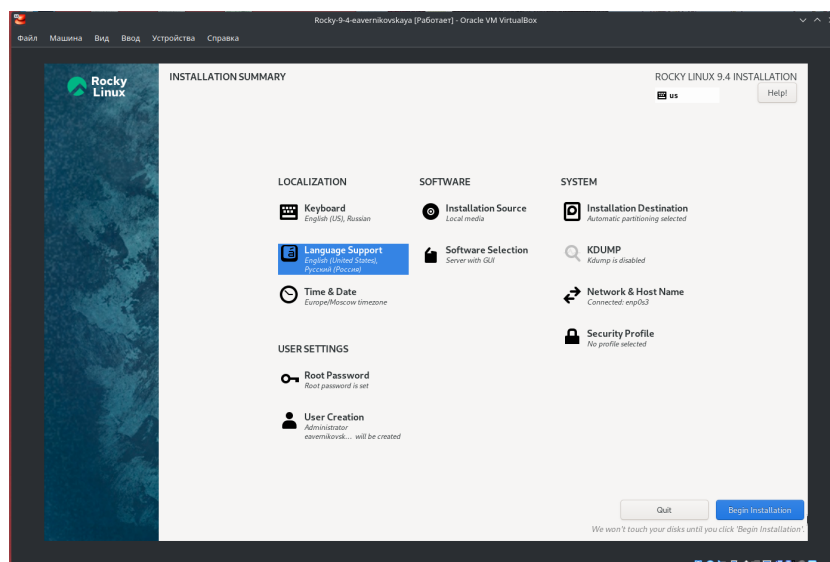 Rocky-9-4-eavernikovskaya [Работает] - Oracle VM VirtualBox
Файл Машина Вид Ввод Устройства Справка
Rocky
Linux
INSTALLATION SUMMARY
ROCKY LINUX 9.4 INSTALLATION
us
Help!
LOCALIZATION
Keyboard
English (US), Russian
Language Support
English (United States),
Русский (Россия)
Time & Date
Europe/Moscow timezone
SOFTWARE
Installation Source
Local media
Software Selection
Server with GUI
SYSTEM
Installation Destination
Automatic partitioning selected
KDUMP
Kdump is disabled
Network & Host Name
Connected: enp0s3
Security Profile
No profile selected
USER SETTINGS
Root Password
Root password is set
User Creation
Administrator
eavernikovsk... will be created
Quit
Begin Installation
We won't touch your disks until you click 'Begin Installation'.